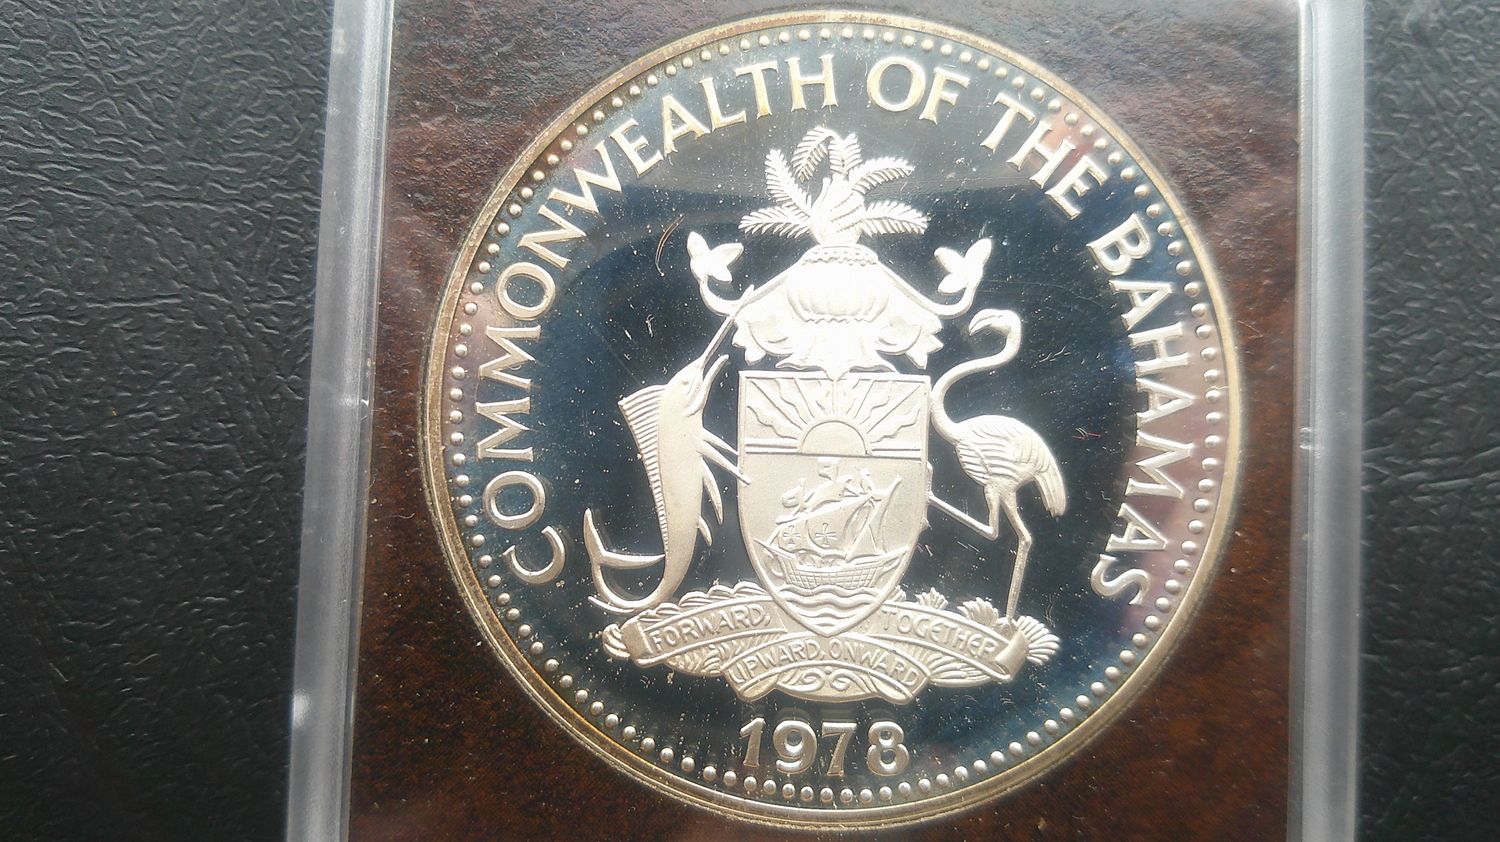 COMMONWEALTH OF THE BAHAMAS
FORWARD, UPWARD, ONWARD TOGETHER
1978